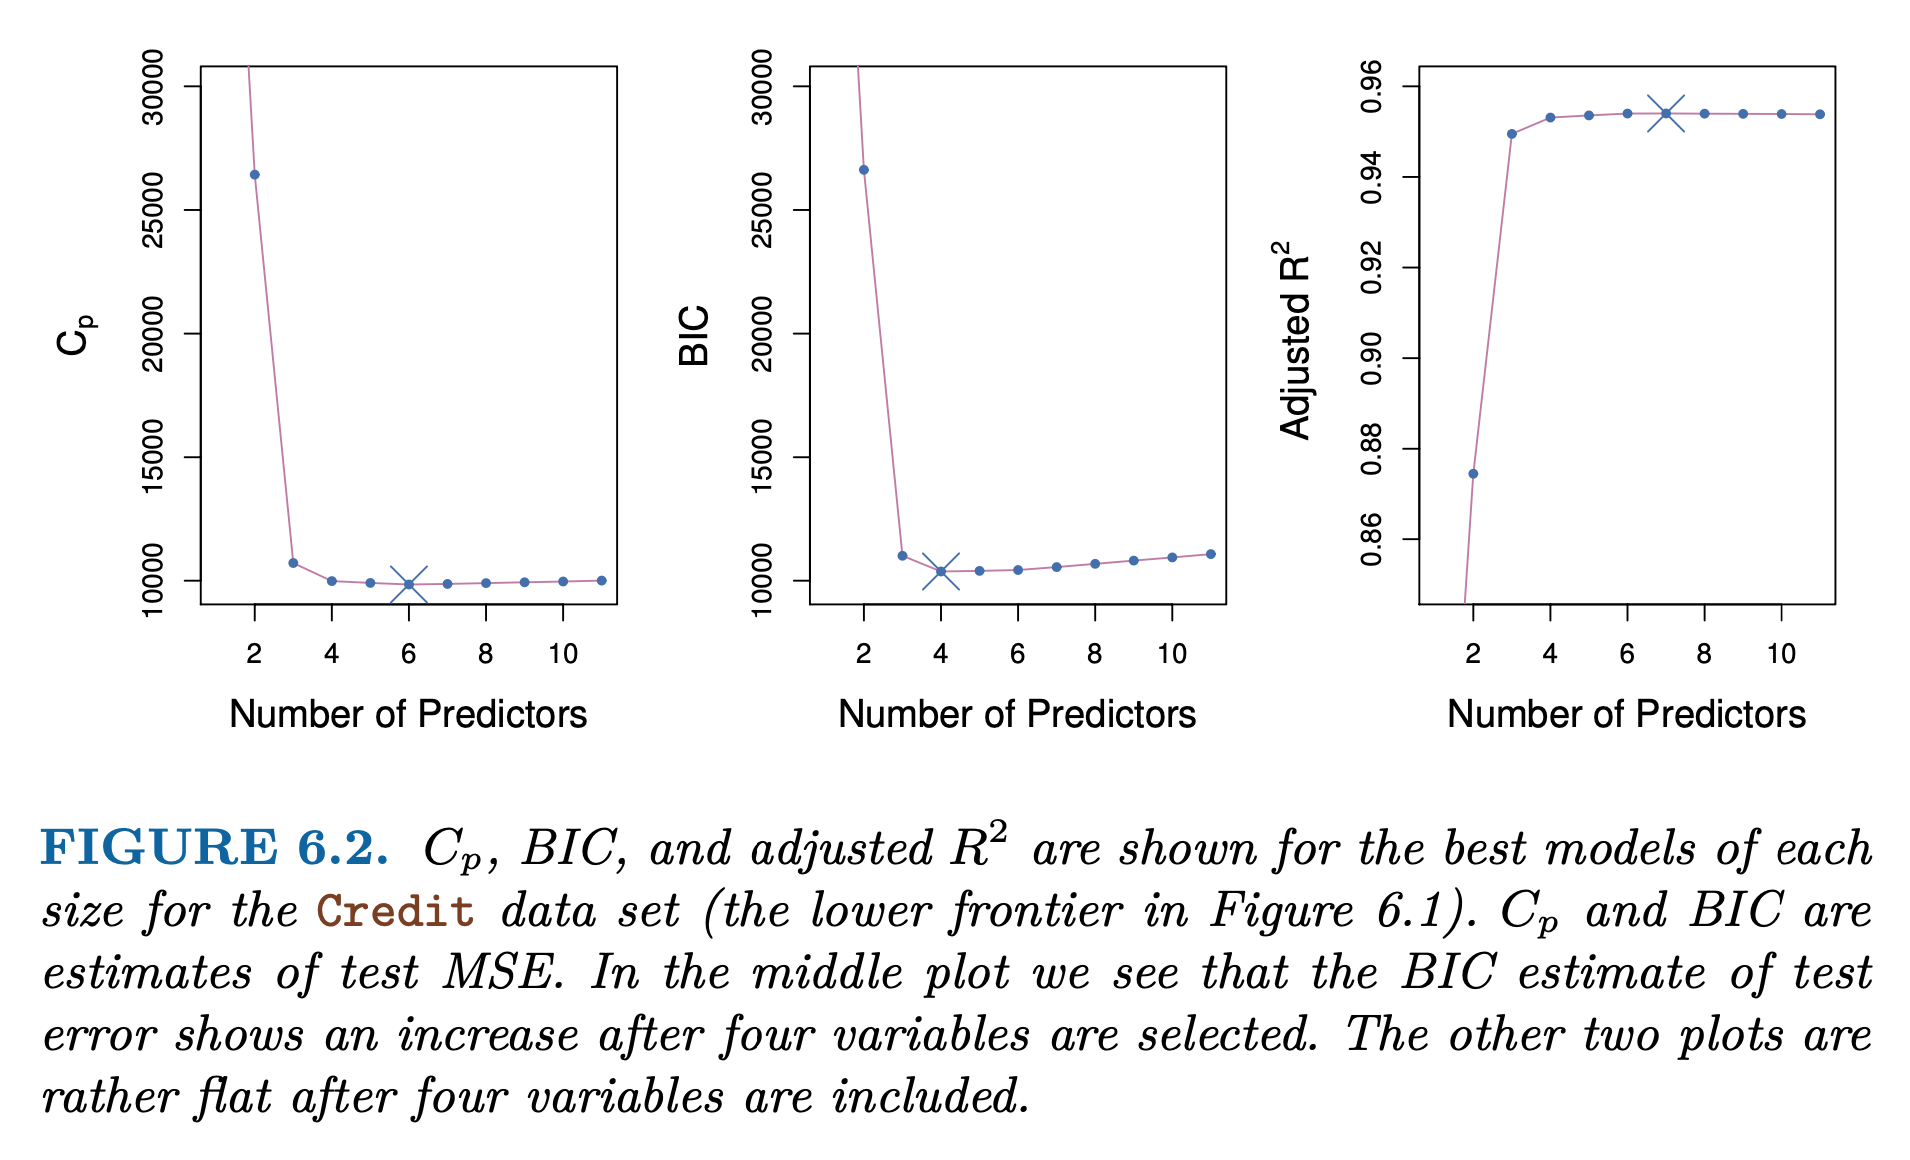 30000
25000
20000
15000
10000
C_p
2 4 6 8 10
Number of Predictors
30000
25000
20000
15000
10000
BIC
2 4 6 8 10
Number of Predictors
0.96
0.94
0.92
0.90
0.88
0.86
Adjusted R²
2 4 6 8 10
Number of Predictors
FIGURE 6.2. C_p, BIC, and adjusted R² are shown for the best models of each
size for the Credit data set (the lower frontier in Figure 6.1). C_p and BIC are
estimates of test MSE. In the middle plot we see that the BIC estimate of test
error shows an increase after four variables are selected. The other two plots are
rather flat after four variables are included.